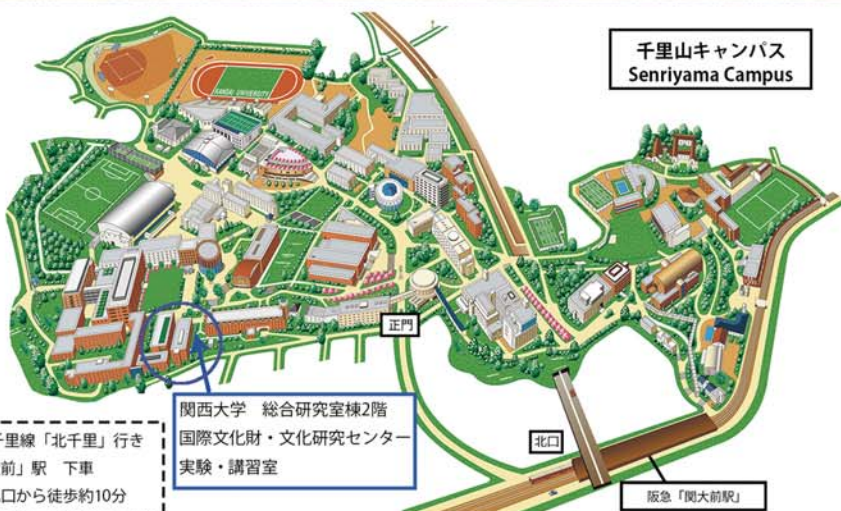 千里山キャンパス
Senriyama Campus
KANSAI UNIVERSITY
正門
関西大学　総合研究室棟2階
国際文化財・文化研究センター
実験・講習室
北口
阪急「関大前駅」
千里線「北千里」行き
前」駅　下車
口から徒歩約10分